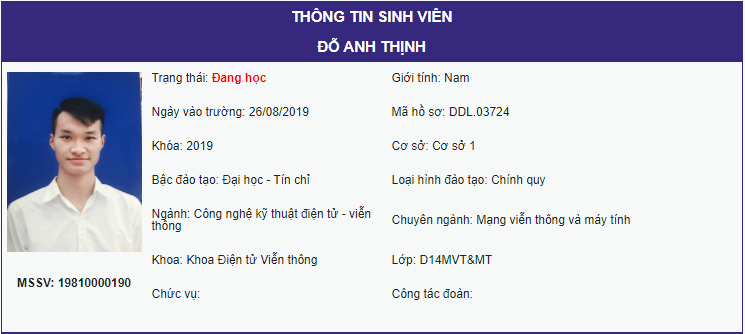 THÔNG TIN SINH VIÊN
ĐỖ ANH THỊNH
Trạng thái: Đang học
Giới tính: Nam
Ngày vào trường: 26/08/2019
Mã hồ sơ: DDL.03724
Khóa: 2019
Cơ sở: Cơ sở 1
Bậc đào tạo: Đại học - Tín chỉ
Loại hình đào tạo: Chính quy
Ngành: Công nghệ kỹ thuật điện tử - viễn
thông
Chuyên ngành: Mạng viễn thông và máy tính
Khoa: Khoa Điện tử Viễn thông
Lớp: D14MVT&MT
MSSV: 19810000190
Chức vụ:
Công tác đoàn: